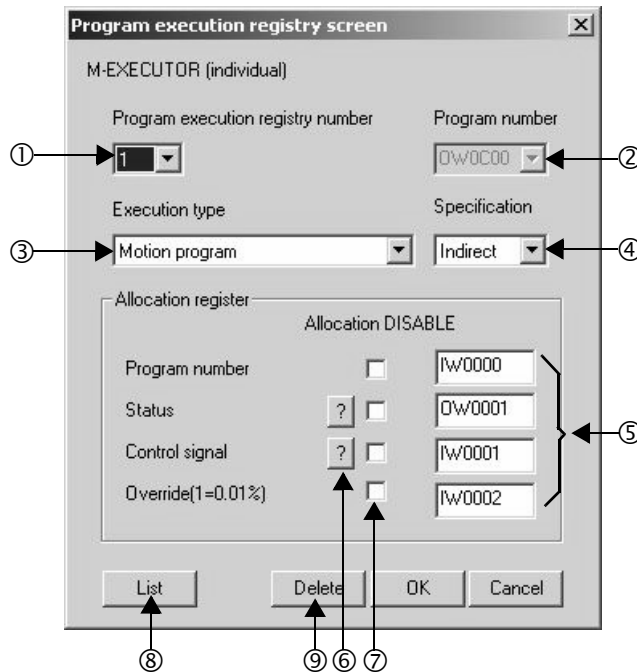 Program execution registry screen
M-EXECUTOR (individual)
Program execution registry number Program number
① 1 OW0C00 ②
Execution type Specification
③ Motion program Indirect ④
Allocation register
Allocation DISABLE
Program number IW0000
Status ? OW0001
⑤
Control signal ? IW0001
Override(1=0.01%) IW0002
List Delete OK Cancel
⑧ ⑨ ⑥ ⑦